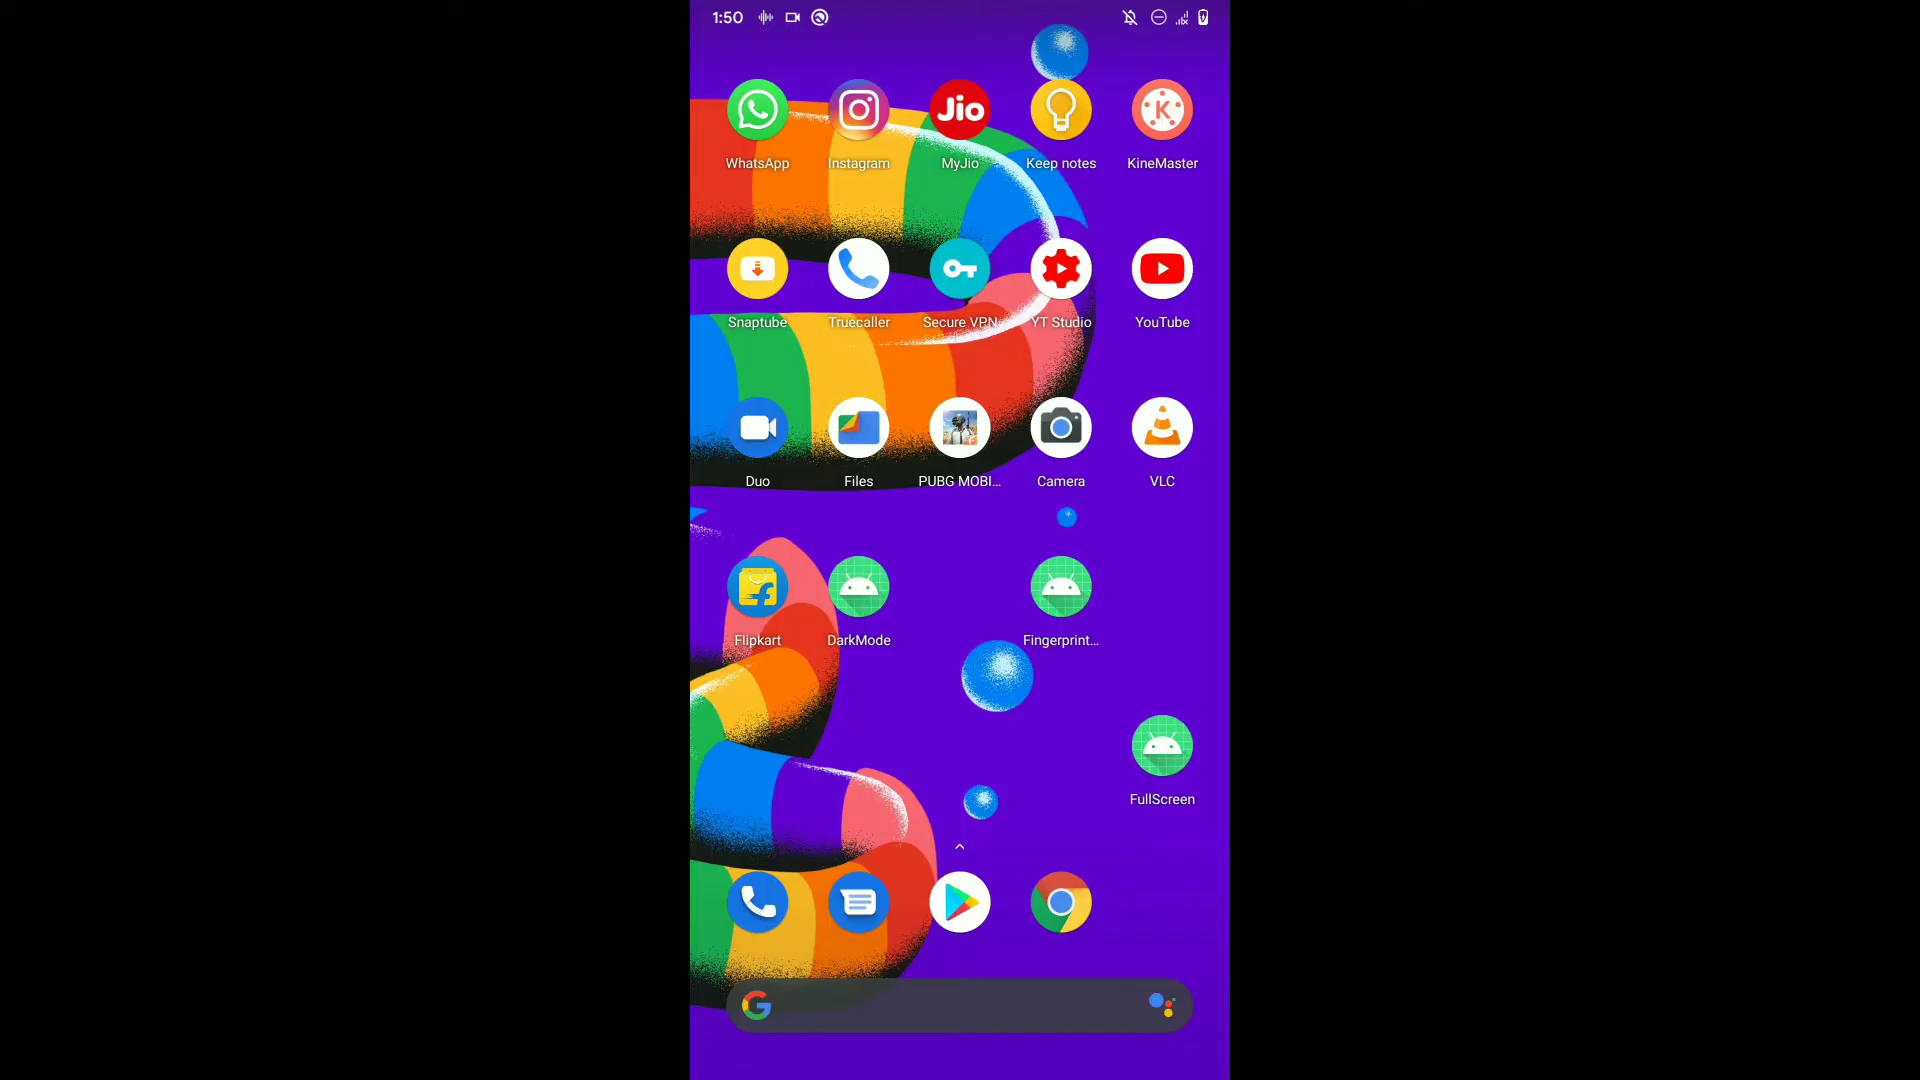 1:50
Jio
K
WhatsApp Instagram MyJio Keep notes KineMaster
Snaptube Truecaller Secure VPN YT Studio YouTube
Duo Files PUBG MOBI... Camera VLC
Flipkart DarkMode Fingerprint...
FullScreen